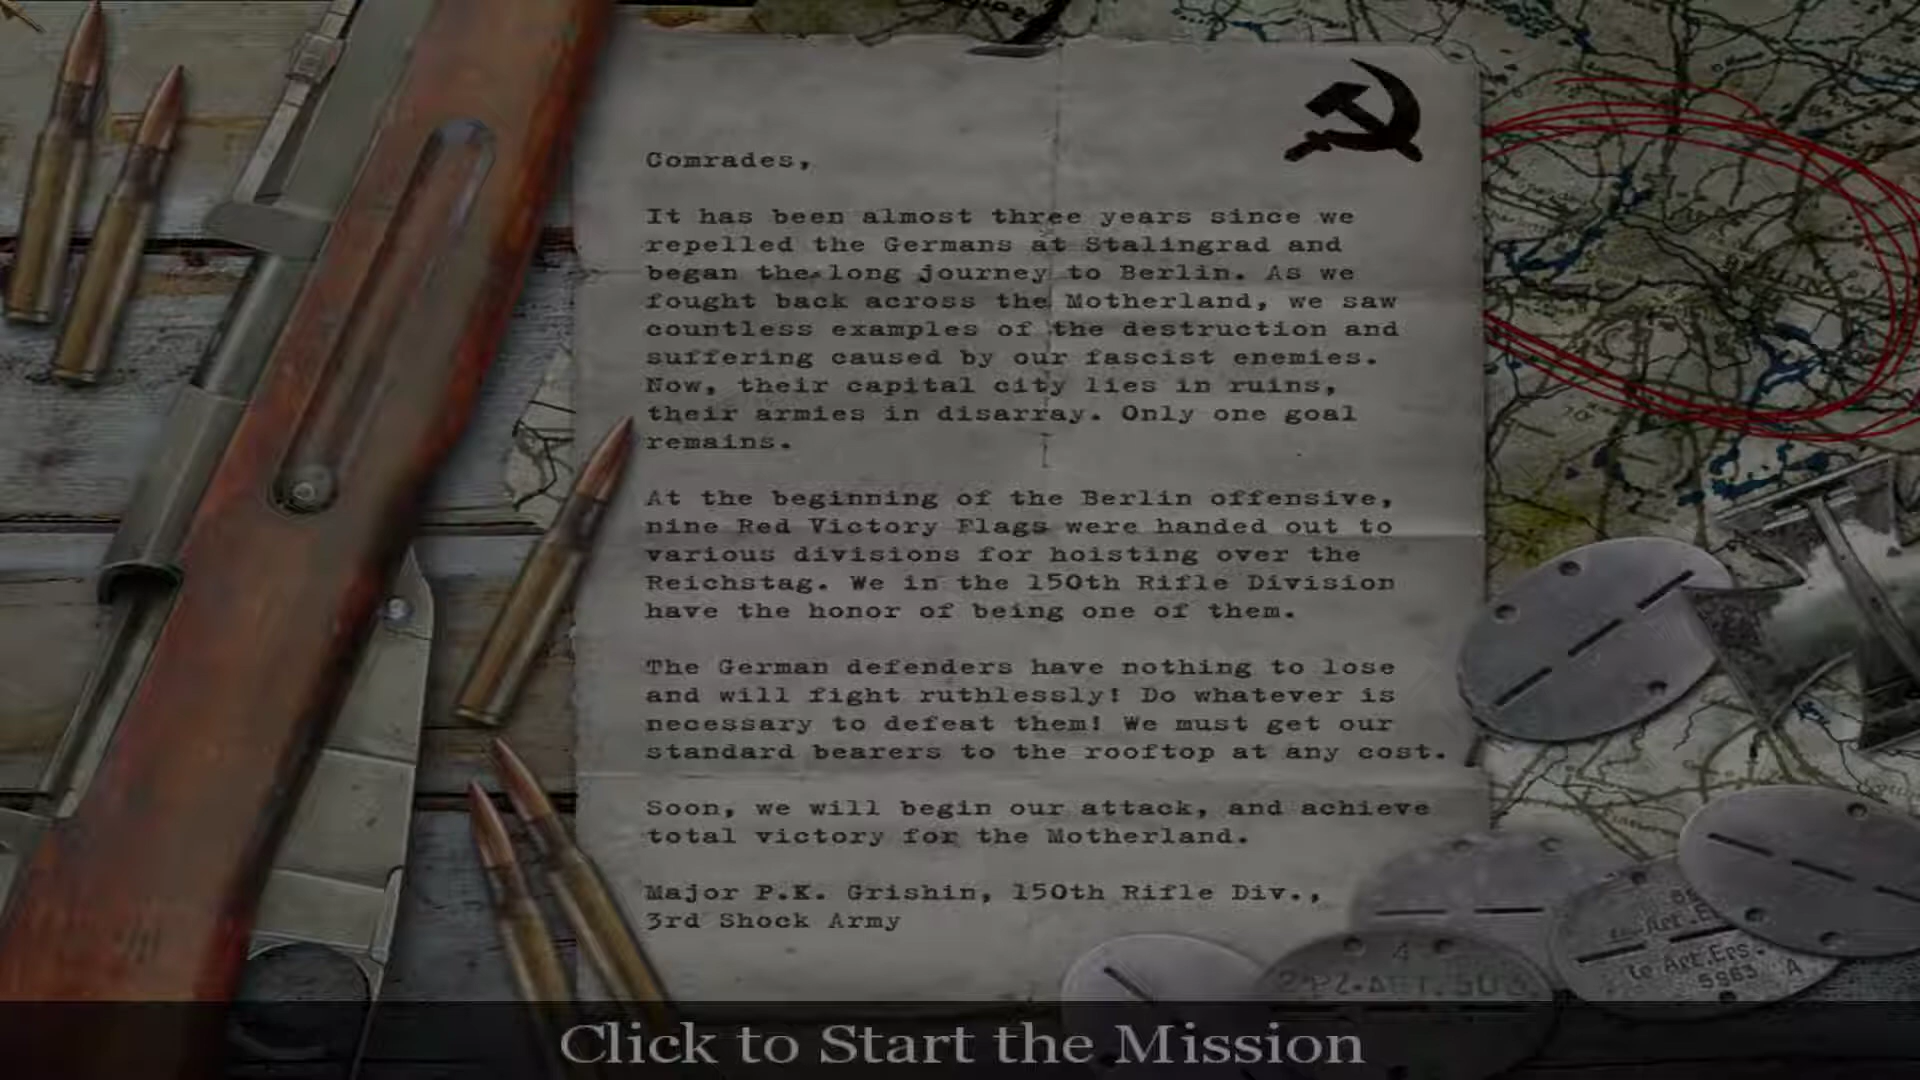 Comrades,
It has been almost three years since we
repelled the Germans at Stalingrad and
began the long journey to Berlin. As we
fought back across the Motherland, we saw
countless examples of the destruction and
suffering caused by our fascist enemies.
Now, their capital city lies in ruins,
their armies in disarray. Only one goal
remains.
At the beginning of the Berlin offensive,
nine Red Victory Flags were handed out to
various divisions for hoisting over the
Reichstag. We in the 150th Rifle Division
have the honor of being one of them.
The German defenders have nothing to lose
and will fight ruthlessly! Do whatever is
necessary to defeat them! We must get our
standard bearers to the rooftop at any cost.
Soon, we will begin our attack, and achieve
total victory for the Motherland.
Major P.K. Grishin, 150th Rifle Div.,
3rd Shock Army
4
le Art.Ers.
5963 A
Click to Start the Mission